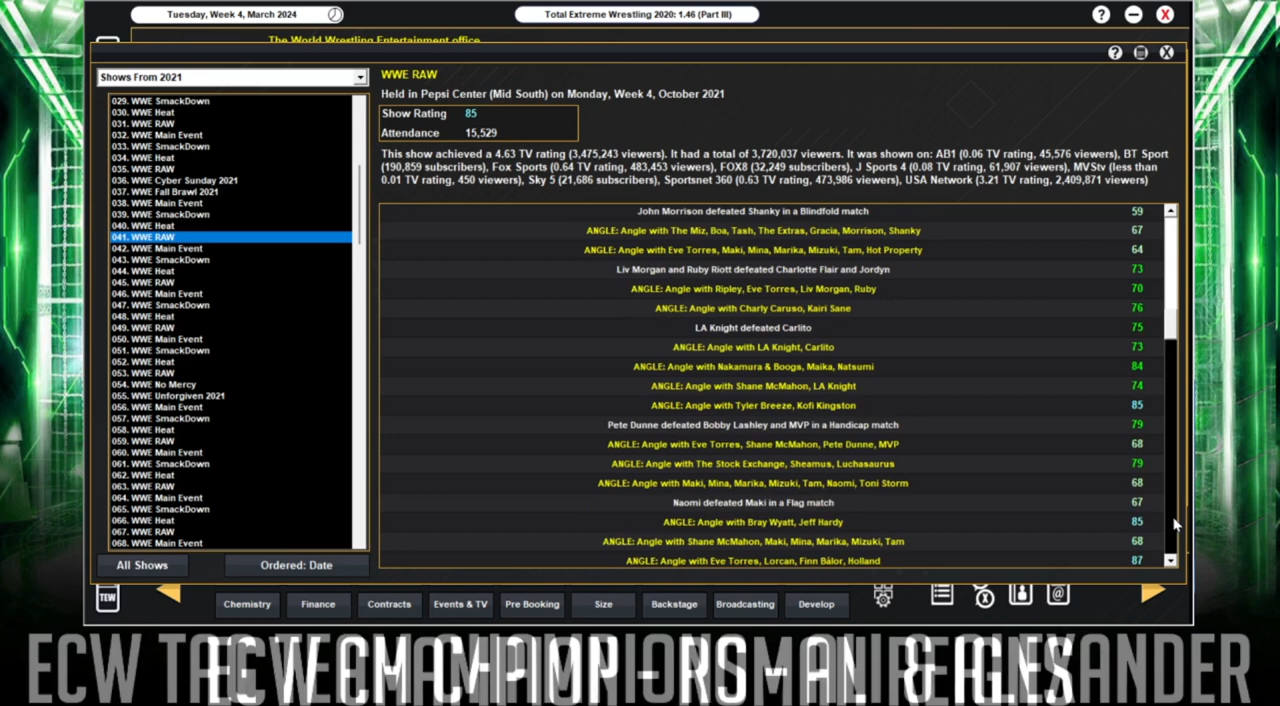 Tuesday, Week 4, March 2024
Total Extreme Wrestling 2020: 1.46 (Part III)
?
X
The World Wrestling Entertainment office
?
X
Shows From 2021
029. WWE SmackDown
030. WWE Heat
031. WWE RAW
032. WWE Main Event
033. WWE SmackDown
034. WWE Heat
035. WWE RAW
036. WWE Cyber Sunday 2021
037. WWE Fall Brawl 2021
038. WWE Main Event
039. WWE SmackDown
040. WWE Heat
041. WWE RAW
042. WWE Main Event
043. WWE SmackDown
044. WWE Heat
045. WWE RAW
046. WWE Main Event
047. WWE SmackDown
048. WWE Heat
049. WWE RAW
050. WWE Main Event
051. WWE SmackDown
052. WWE Heat
053. WWE RAW
054. WWE No Mercy
055. WWE Unforgiven 2021
056. WWE Main Event
057. WWE SmackDown
058. WWE Heat
059. WWE RAW
060. WWE Main Event
061. WWE SmackDown
062. WWE Heat
063. WWE RAW
064. WWE Main Event
065. WWE SmackDown
066. WWE Heat
067. WWE RAW
068. WWE Main Event
All Shows
Ordered: Date
WWE RAW
Held in Pepsi Center (Mid South) on Monday, Week 4, October 2021
Show Rating 85
Attendance 15,529
This show achieved a 4.63 TV rating (3,475,243 viewers). It had a total of 3,720,037 viewers. It was shown on: AB1 (0.06 TV rating, 45,576 viewers), BT Sport
(190,859 subscribers), Fox Sports (0.64 TV rating, 483,453 viewers), FOX8 (32,249 subscribers), J Sports 4 (0.08 TV rating, 61,907 viewers), MVStv (less than
0.01 TV rating, 450 viewers), Sky 5 (21,686 subscribers), Sportsnet 360 (0.63 TV rating, 473,986 viewers), USA Network (3.21 TV rating, 2,409,871 viewers)
John Morrison defeated Shanky in a Blindfold match 59
ANGLE: Angle with The Miz, Boa, Tash, The Extras, Gracia, Morrison, Shanky 67
ANGLE: Angle with Eve Torres, Maki, Mina, Marika, Mizuki, Tam, Hot Property 64
Liv Morgan and Ruby Riott defeated Charlotte Flair and Jordyn 73
ANGLE: Angle with Ripley, Eve Torres, Liv Morgan, Ruby 70
ANGLE: Angle with Charly Caruso, Kairi Sane 76
LA Knight defeated Carlito 75
ANGLE: Angle with LA Knight, Carlito 73
ANGLE: Angle with Nakamura & Boogs, Maika, Natsumi 84
ANGLE: Angle with Shane McMahon, LA Knight 74
ANGLE: Angle with Tyler Breeze, Kofi Kingston 85
Pete Dunne defeated Bobby Lashley and MVP in a Handicap match 79
ANGLE: Angle with Eve Torres, Shane McMahon, Pete Dunne, MVP 68
ANGLE: Angle with The Stock Exchange, Sheamus, Luchasaurus 79
ANGLE: Angle with Maki, Mina, Marika, Mizuki, Tam, Naomi, Toni Storm 68
Naomi defeated Maki in a Flag match 67
ANGLE: Angle with Bray Wyatt, Jeff Hardy 85
ANGLE: Angle with Shane McMahon, Maki, Mina, Marika, Mizuki, Tam 68
ANGLE: Angle with Eve Torres, Lorcan, Finn Bálor, Holland 87
TEW
Chemistry
Finance
Contracts
Events & TV
Pre Booking
Size
Backstage
Broadcasting
Develop
@